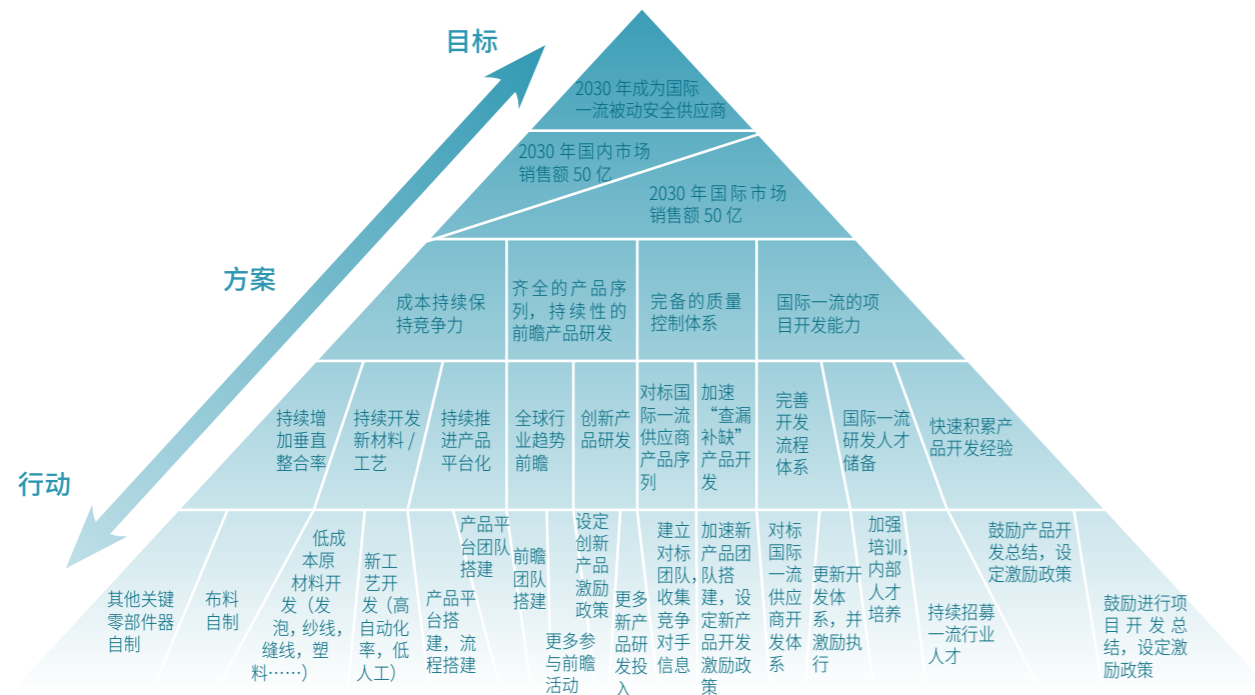 目标
方案
行动
2030 年成为国际
一流被动安全供应商
2030 年国内市场
销售额 50 亿
2030 年国际市场
销售额 50 亿
成本持续保
持竞争力
齐全的产品序
列，持续性的
前瞻产品研发
完备的质量
控制体系
国际一流的项
目开发能力
持续增
加垂直
整合率
持续开发
新材料 /
工艺
持续推
进产品
平台化
全球行
业趋势
前瞻
创新产
品研发
对标国
际一流
供应商
产品序
列
加速
“查漏
补缺”
产品开
发
完善
开发
流程
体系
国际一流
研发人才
储备
快速积累产
品开发经验
其他关键
零部件器
自制
布料
自制
低成
本原
材料开
发（发
泡，纱线，
缝线，塑
料……）
新工
艺开
发（高
自动化
率，低
人工）
产品平
台搭
建，流
程搭建
产品平
台团队
搭建
前瞻
团队
搭建
更多参
与前瞻
活动
设定
创新
产品
激励
政策
更多
新产
品研
发投
入
建立
对标
团队，
收集
竞争
对手
信息
加速新
产品团
队搭
建，设
定新产
品开发
激励政
策
对标
国际
一流
供应
商开
发体
系
更新开
发体
系，并
激励执
行
加强
培训，
内部
人才
培养
持续招募
一流行业
人才
鼓励产品开
发总结，设
定激励政策
鼓励进行项
目开发总
结，设定激
励政策